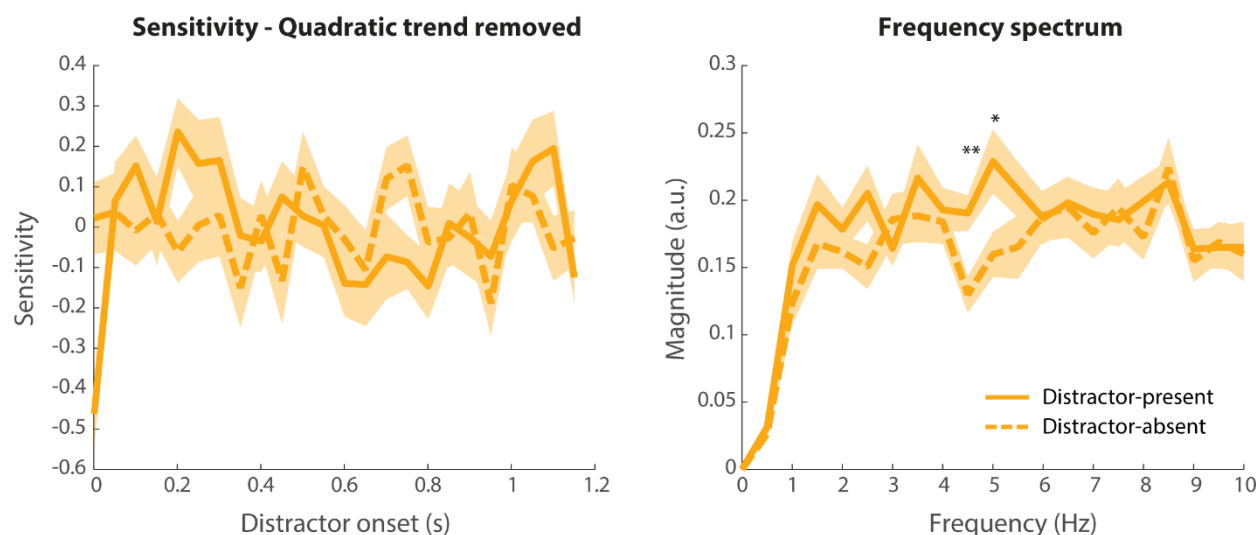 Sensitivity - Quadratic trend removed
0.4
0.3
0.2
0.1
0
-0.1
-0.2
-0.3
-0.4
-0.5
-0.6
Sensitivity
0 0.2 0.4 0.6 0.8 1 1.2
Distractor onset (s)
Frequency spectrum
0.3
0.25
0.2
0.15
0.1
0.05
0
Magnitude (a.u.)
*
**
Distractor-present
Distractor-absent
0 1 2 3 4 5 6 7 8 9 10
Frequency (Hz)